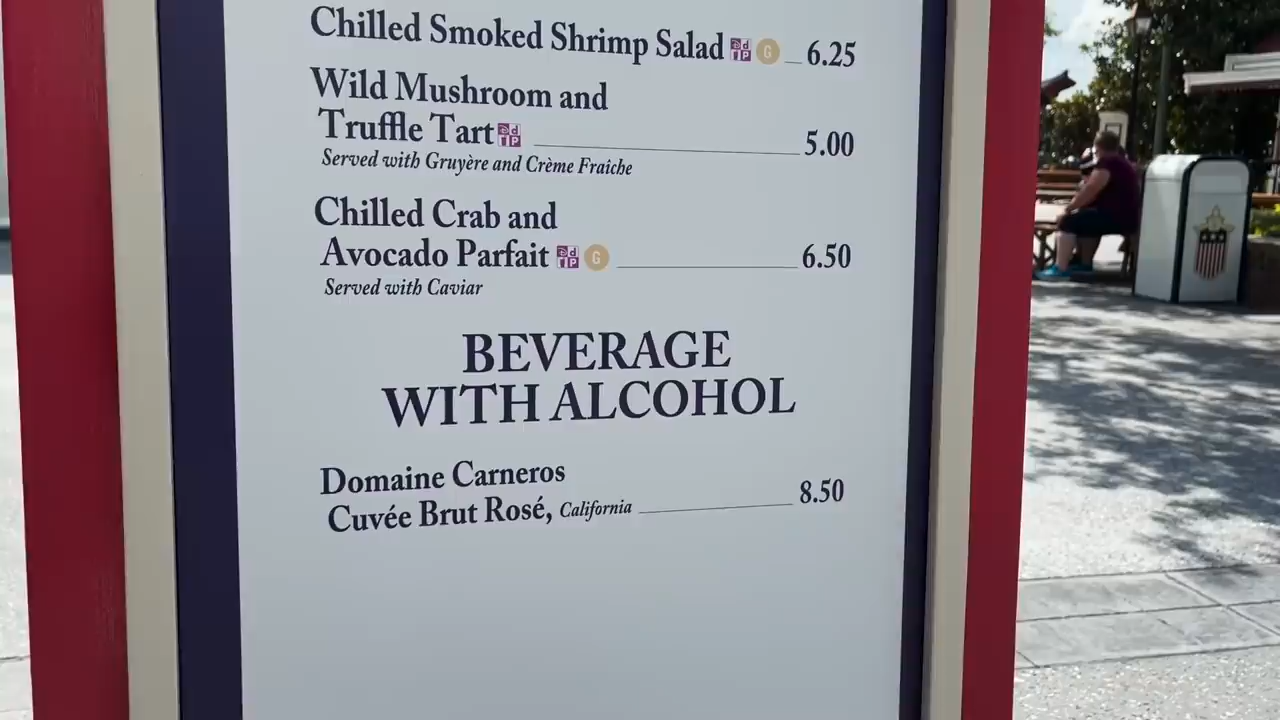 Chilled Smoked Shrimp Salad G 6.25
Wild Mushroom and
Truffle Tart 5.00
Served with Gruyère and Crème Fraîche
Chilled Crab and
Avocado Parfait G 6.50
Served with Caviar
BEVERAGE
WITH ALCOHOL
Domaine Carneros
Cuvée Brut Rosé, California 8.50